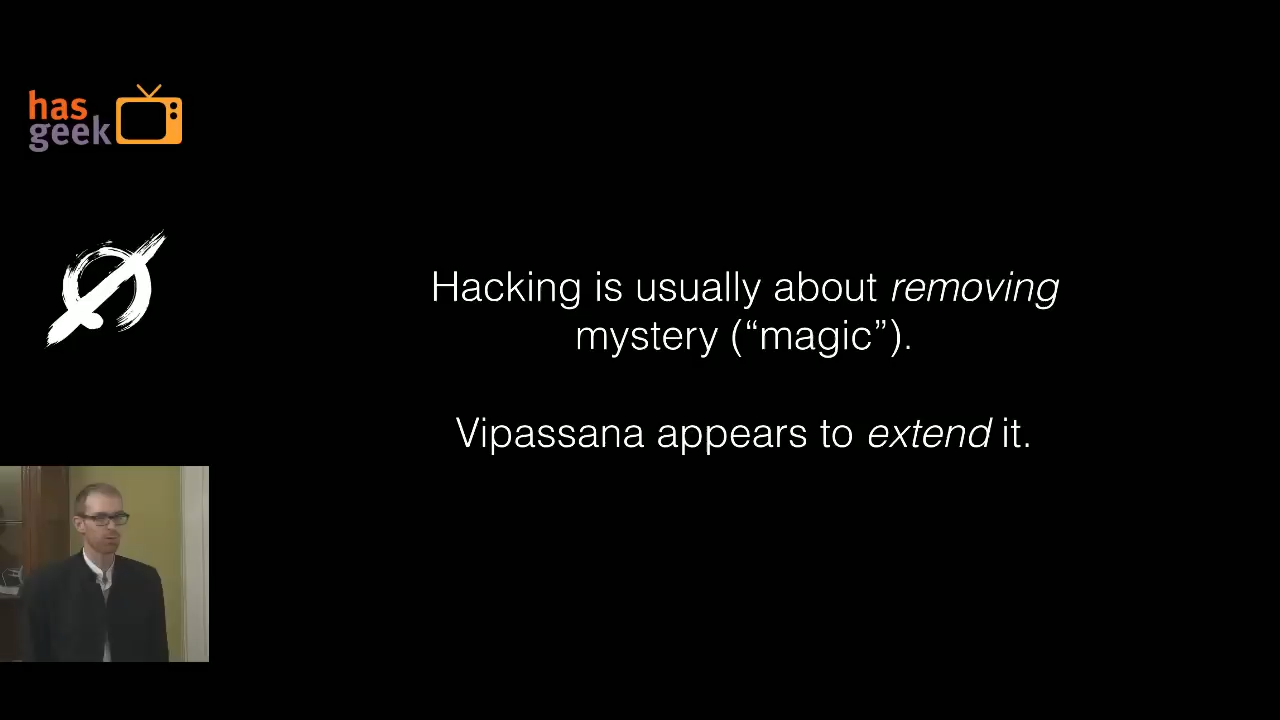 has
geek
Hacking is usually about removing
mystery (“magic”).
Vipassana appears to extend it.